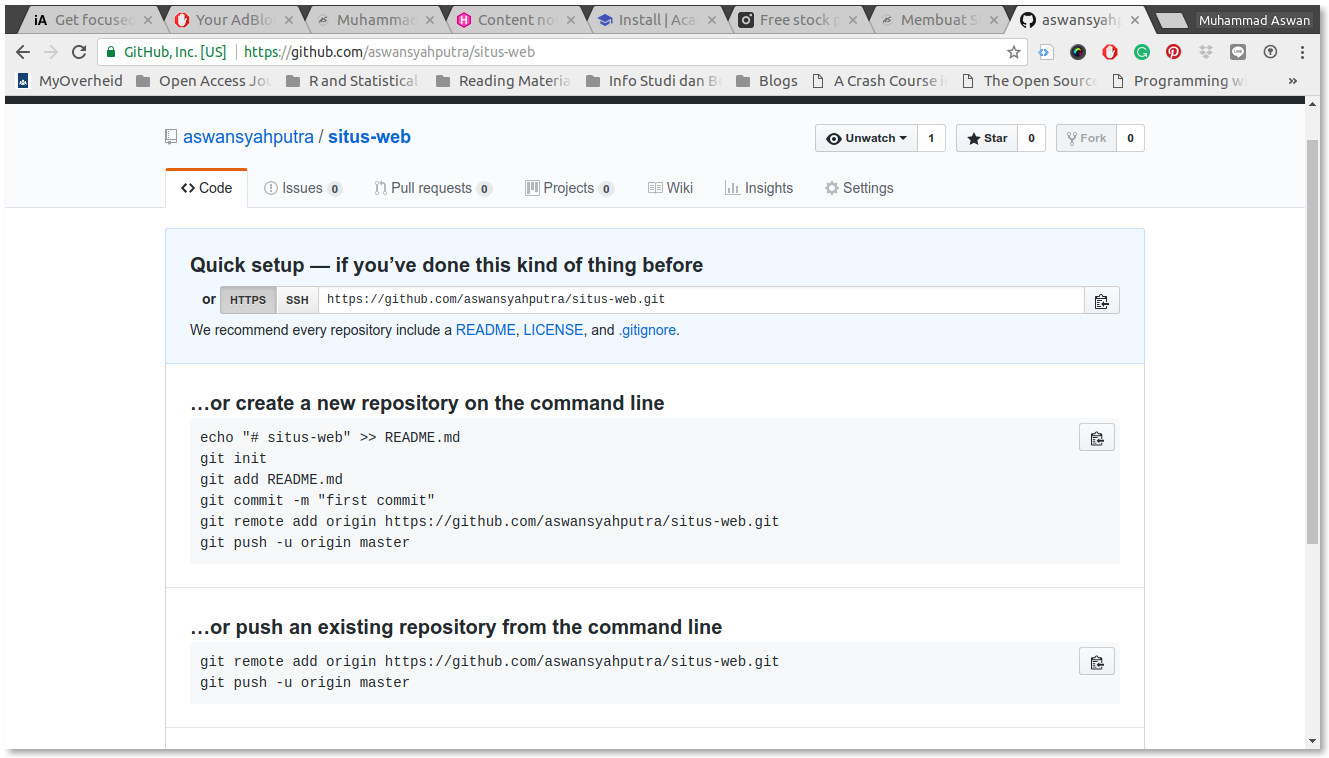 Get focused
Your AdBlo
Muhammad
Content no
Install | Aca
Free stock p
Membuat S
aswansyahp
Muhammad Aswan
GitHub, Inc. [US] https://github.com/aswansyahputra/situs-web
MyOverheid Open Access Jou R and Statistical Reading Materia Info Studi dan Be Blogs A Crash Course i The Open Source Programming w »
aswansyahputra / situs-web
Unwatch 1 Star 0 Fork 0
Code Issues 0 Pull requests 0 Projects 0 Wiki Insights Settings
Quick setup — if you’ve done this kind of thing before
or HTTPS SSH https://github.com/aswansyahputra/situs-web.git
We recommend every repository include a README, LICENSE, and .gitignore.
…or create a new repository on the command line
echo "# situs-web" >> README.md
git init
git add README.md
git commit -m "first commit"
git remote add origin https://github.com/aswansyahputra/situs-web.git
git push -u origin master
…or push an existing repository from the command line
git remote add origin https://github.com/aswansyahputra/situs-web.git
git push -u origin master